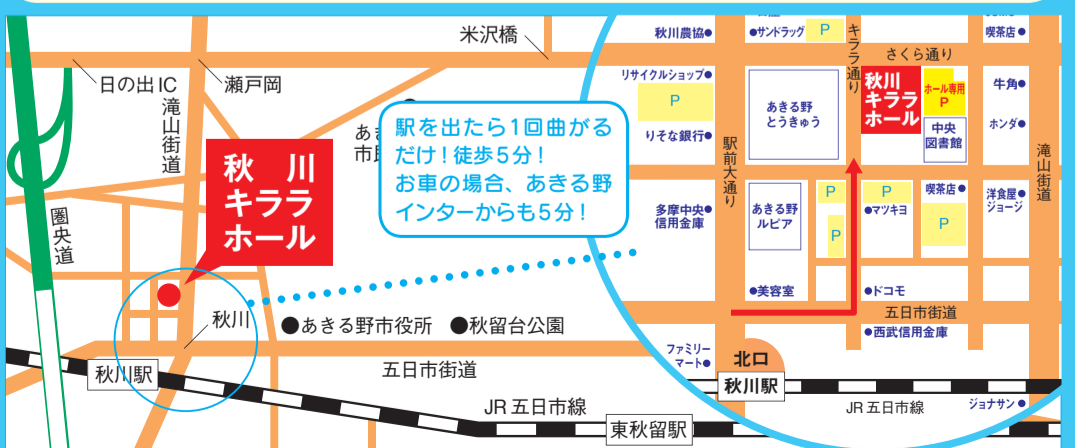 米沢橋
日の出IC
瀬戸岡
滝山街道
圏央道
秋川
キララ
ホール
駅を出たら1回曲がる
だけ！徒歩5分！
お車の場合、あきる野
インターからも5分！
秋川
●あきる野市役所
●秋留台公園
五日市街道
秋川駅
JR五日市線
東秋留駅
秋川農協●
●サンドラッグ
P
キララ通り
さくら通り
喫茶店●
リサイクルショップ●
P
りそな銀行●
あきる野
とうきゅう
秋川
キララ
ホール
ホール専用
P
中央
図書館
牛角●
ホンダ●
駅前大通り
滝山街道
多摩中央●
信用金庫
あきる野
ルピア
P
P
P
●マツキヨ
喫茶店●
P
洋食屋●
ジョージ
●美容室
●ドコモ
五日市街道
●西武信用金庫
ファミリー
マート●
北口
秋川駅
JR五日市線
ジョナサン●